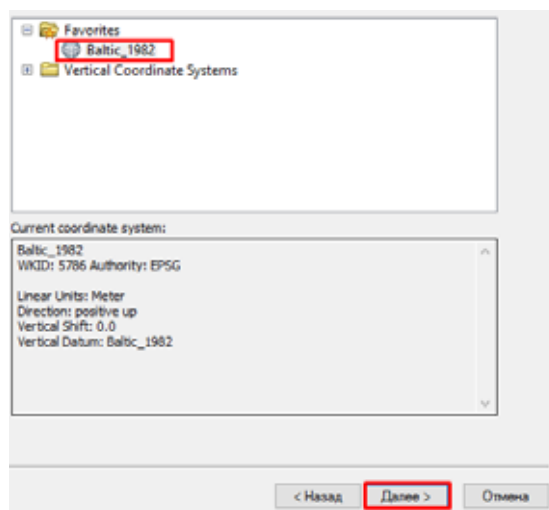 Favorites
Baltic_1982
Vertical Coordinate Systems
Current coordinate system:
Baltic_1982
WKID: 5786 Authority: EPSG
Linear Units: Meter
Direction: positive up
Vertical Shift: 0.0
Vertical Datum: Baltic_1982
< Назад Далее > Отмена